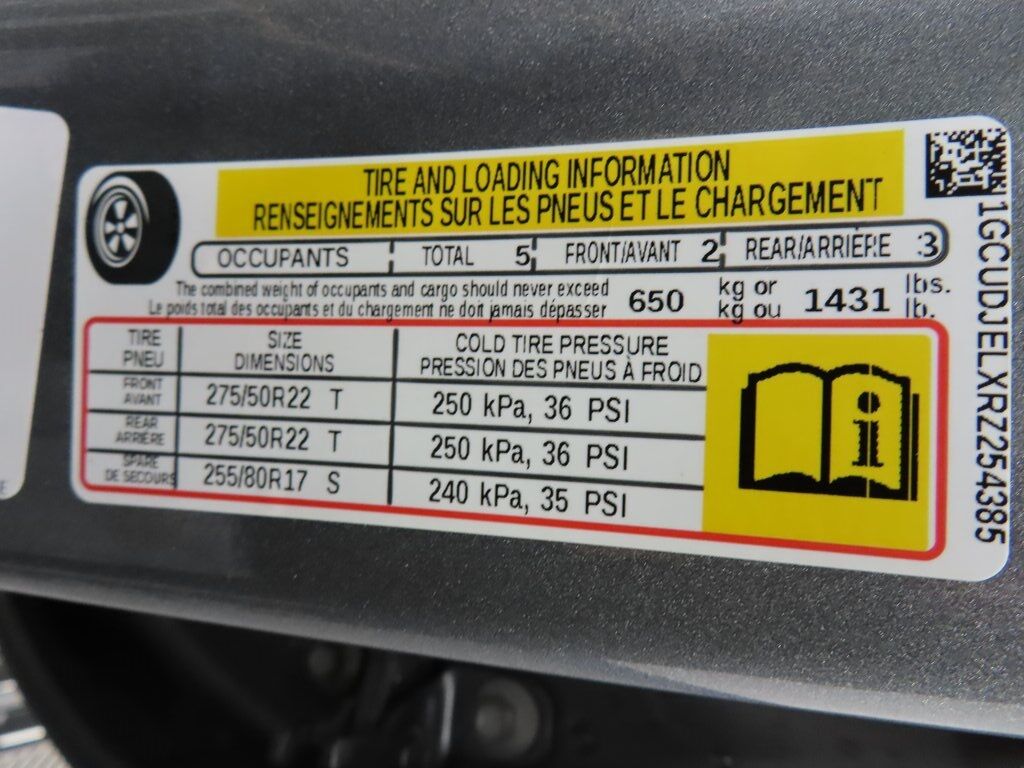 TIRE AND LOADING INFORMATION
RENSEIGNEMENTS SUR LES PNEUS ET LE CHARGEMENT
OCCUPANTS TOTAL 5 FRONT/AVANT 2 REAR/ARRIÈRE 3
The combined weight of occupants and cargo should never exceed 650 kg or 1431 lbs.
Le poids total des occupants et du chargement ne doit jamais dépasser kg ou lb.
TIRE SIZE COLD TIRE PRESSURE
PNEU DIMENSIONS PRESSION DES PNEUS À FROID
FRONT
AVANT 275/50R22 T 250 kPa, 36 PSI
REAR
ARRIÈRE 275/50R22 T 250 kPa, 36 PSI
SPARE
DE SECOURS 255/80R17 S 240 kPa, 35 PSI
i
1GCUDJELXRZ254385
E